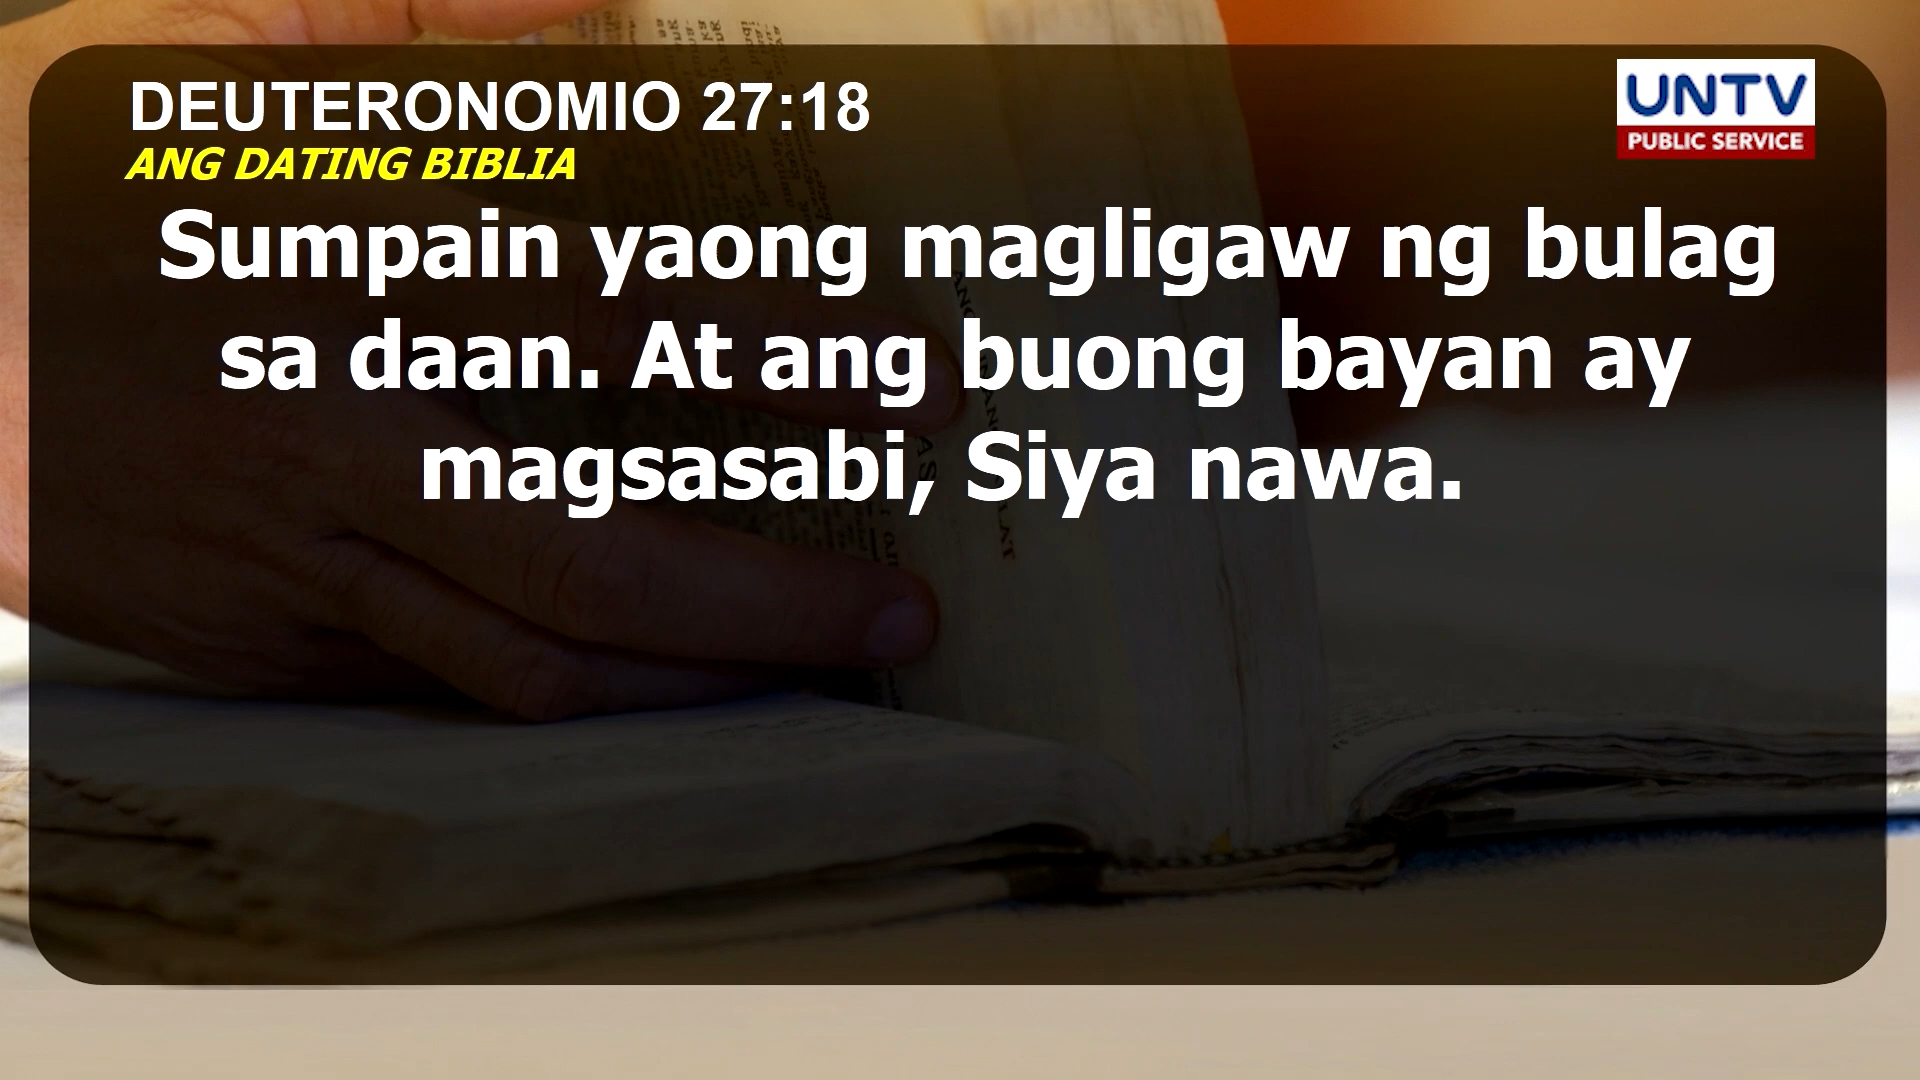 DEUTERONOMIO 27:18
ANG DATING BIBLIA
UNTV
PUBLIC SERVICE
Sumpain yaong magligaw ng bulag
sa daan. At ang buong bayan ay
magsasabi, Siya nawa.